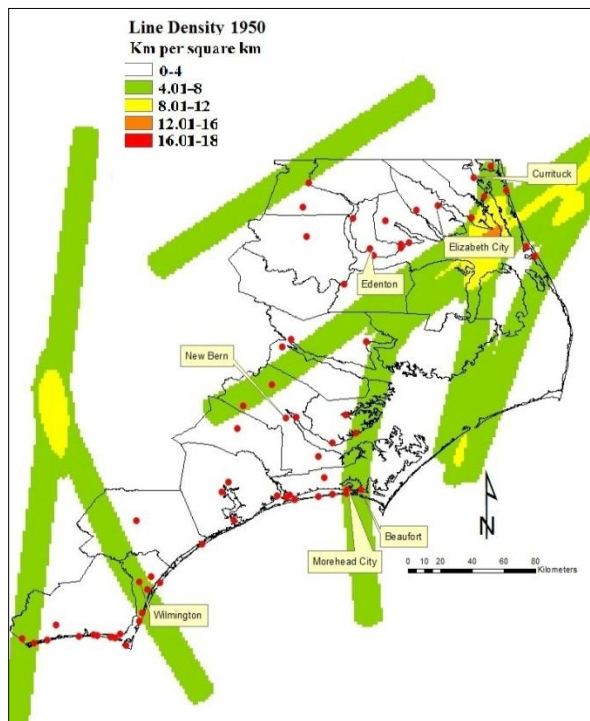 Line Density 1950
Km per square km
0-4
4.01-8
8.01-12
12.01-16
16.01-18
Currituck
Elizabeth City
Edenton
New Bern
Beaufort
Morehead City
Wilmington
N
0 5 10 20 40 60 80
Kilometers